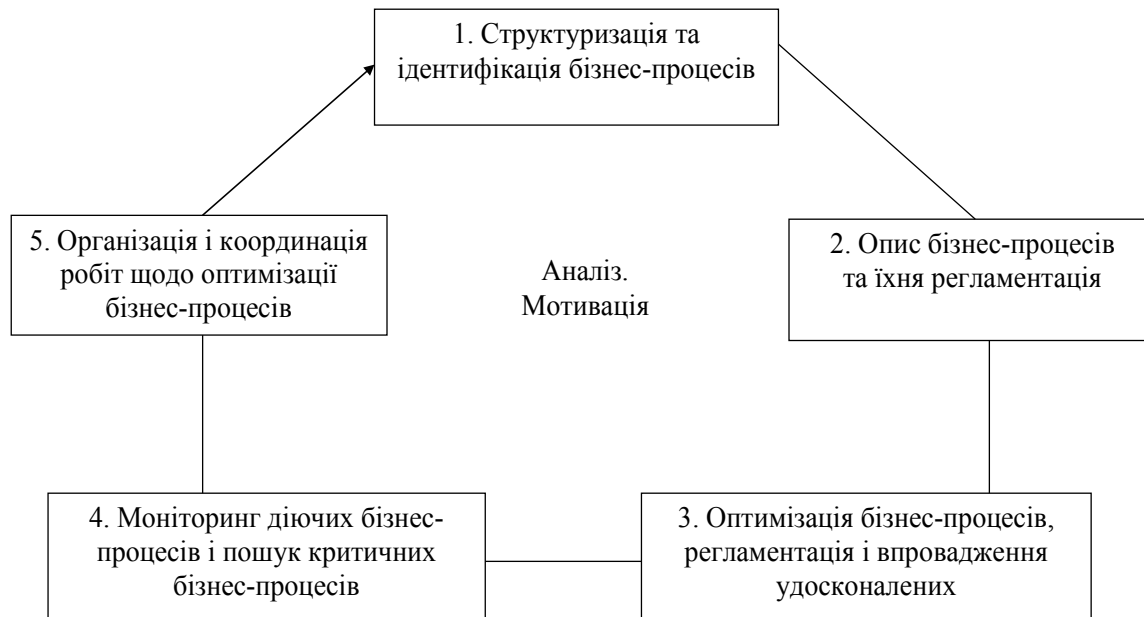 1. Структуризація та
ідентифікація бізнес-процесів
5. Організація і координація
робіт щодо оптимізації
бізнес-процесів
Аналіз.
Мотивація
2. Опис бізнес-процесів
та їхня регламентація
4. Моніторинг діючих бізнес-
процесів і пошук критичних
бізнес-процесів
3. Оптимізація бізнес-процесів,
регламентація і впровадження
удосконалених